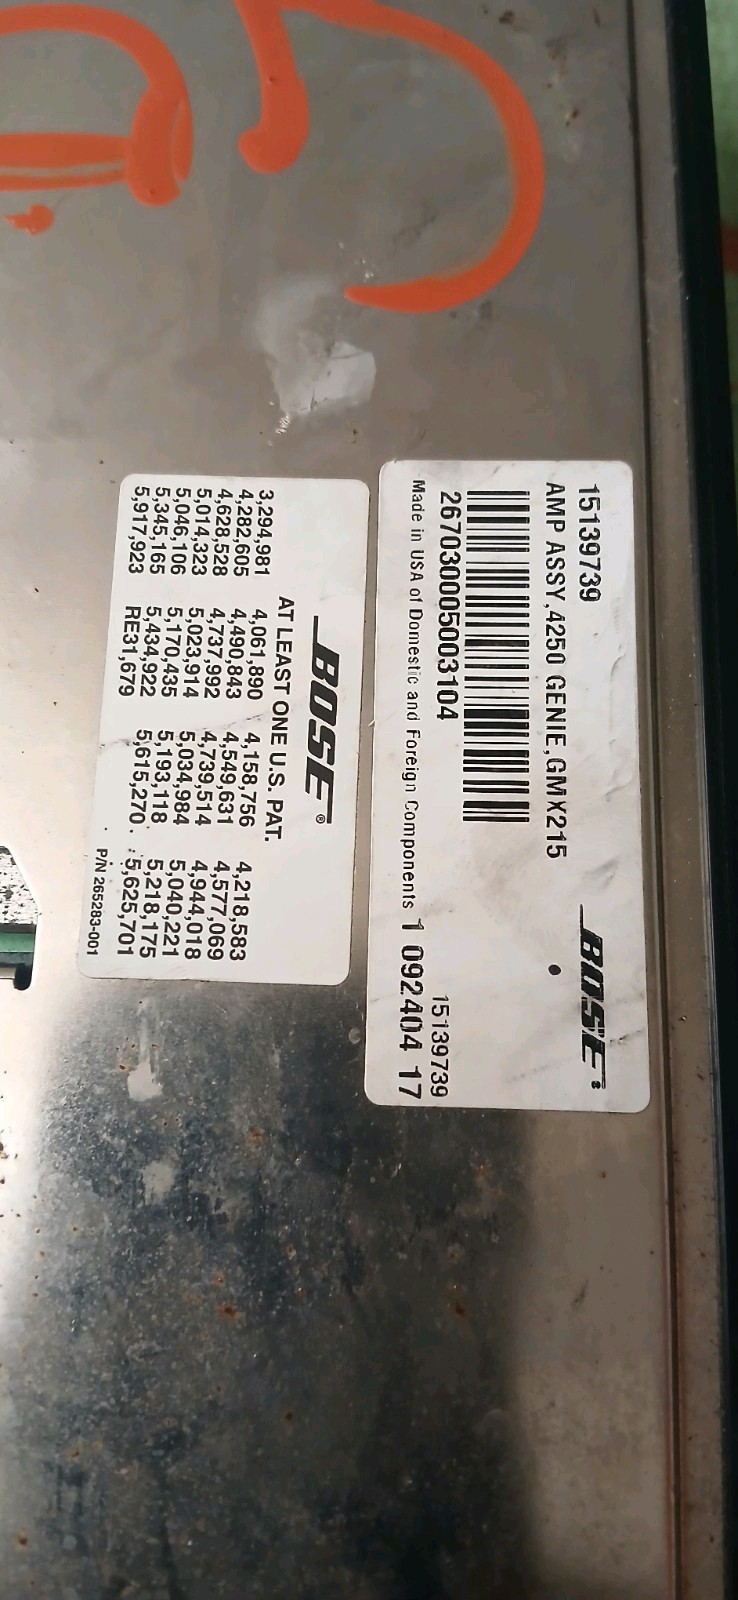 15139739
AMP ASSY,4250 GENIE,GMX215
BOSE®
267030005003104
15139739
Made in USA of Domestic and Foreign Components 1 092404 17
BOSE®
AT LEAST ONE U.S. PAT.
3,294,981 4,061,890 4,158,756 4,218,583
4,282,605 4,490,843 4,549,631 4,577,069
4,628,528 4,737,992 4,739,514 4,944,018
5,014,323 5,023,914 5,034,984 5,040,221
5,046,106 5,170,435 5,193,118 5,218,175
5,345,165 5,434,922 5,615,270 5,625,701
5,917,923 RE31,679
P/N 265283-001